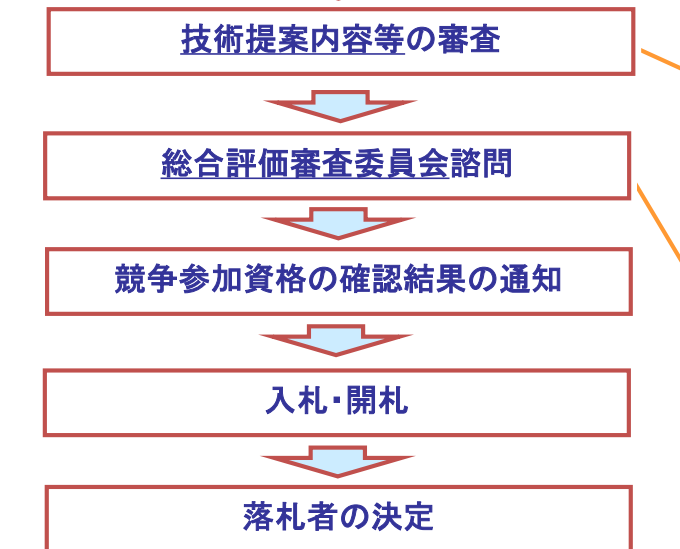 技術提案内容等の審査
総合評価審査委員会諮問
競争参加資格の確認結果の通知
入札・開札
落札者の決定